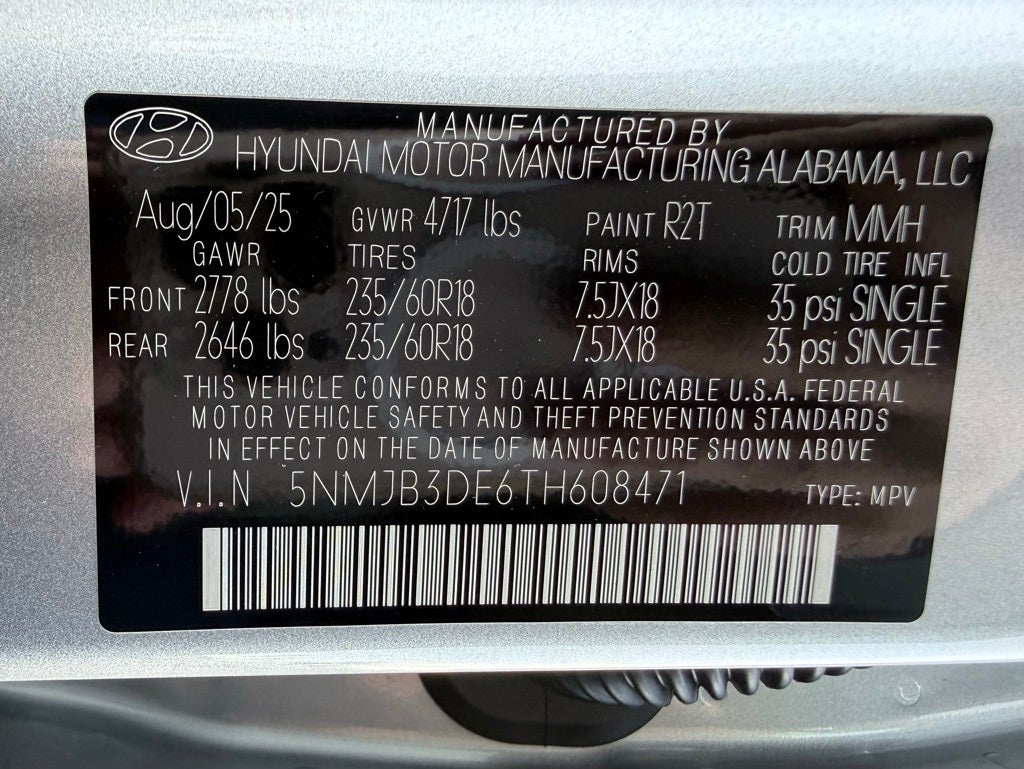 MANUFACTURED BY
HYUNDAI MOTOR MANUFACTURING ALABAMA, LLC
Aug/05/25 GVWR 4717 lbs PAINT R2T TRIM MMH
GAWR TIRES RIMS COLD TIRE INFL
FRONT 2778 lbs 235/60R18 7.5JX18 35 psi SINGLE
REAR 2646 lbs 235/60R18 7.5JX18 35 psi SINGLE
THIS VEHICLE CONFORMS TO ALL APPLICABLE U.S.A. FEDERAL
MOTOR VEHICLE SAFETY AND THEFT PREVENTION STANDARDS
IN EFFECT ON THE DATE OF MANUFACTURE SHOWN ABOVE
V.I.N 5NMJB3DE6TH608471 TYPE: MPV